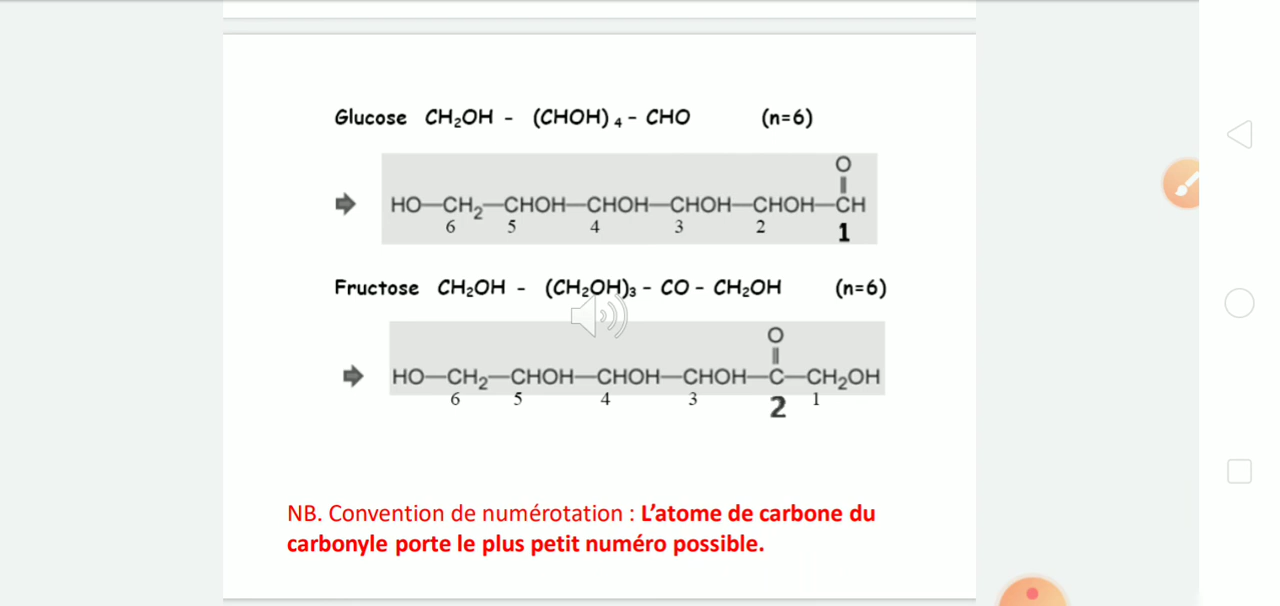 Glucose CH₂OH - (CHOH) ₄ - CHO (n=6)
O
HO—CH₂—CHOH—CHOH—CHOH—CHOH—CH
6 5 4 3 2 1
Fructose CH₂OH - (CH₂OH)₃ - CO - CH₂OH (n=6)
O
HO—CH₂—CHOH—CHOH—CHOH—C—CH₂OH
6 5 4 3 2 1
NB. Convention de numérotation : L’atome de carbone du
carbonyle porte le plus petit numéro possible.